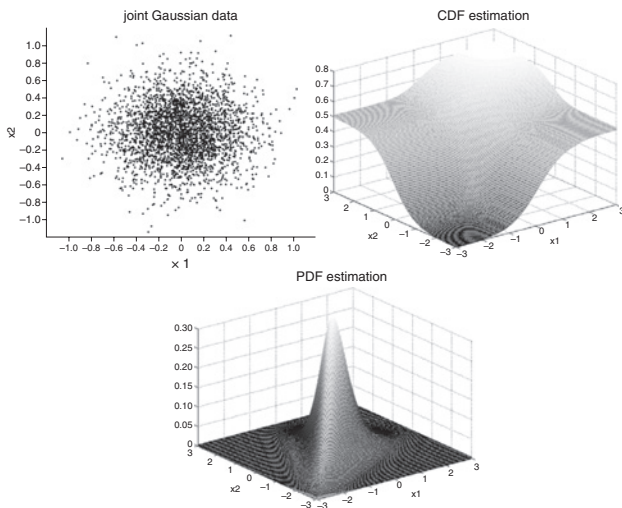 joint Gaussian data
1.0
0.8
0.6
0.4
0.2
0
−0.2
−0.4
−0.6
−0.8
−1.0
x2
−1.0 −0.8 −0.6 −0.4 −0.2 0 0.2 0.4 0.6 0.8 1.0
× 1
CDF estimation
0.8
0.7
0.6
0.5
0.4
0.3
0.2
0.1
0
3 2 1 0 −1 −2 −3
x2
−3 −2 −1 0 1 2 3
x1
PDF estimation
0.30
0.25
0.20
0.15
0.10
0.05
0
3 2 1 0 −1 −2 −3
x2
−3 −2 −1 0 1 2 3
x1